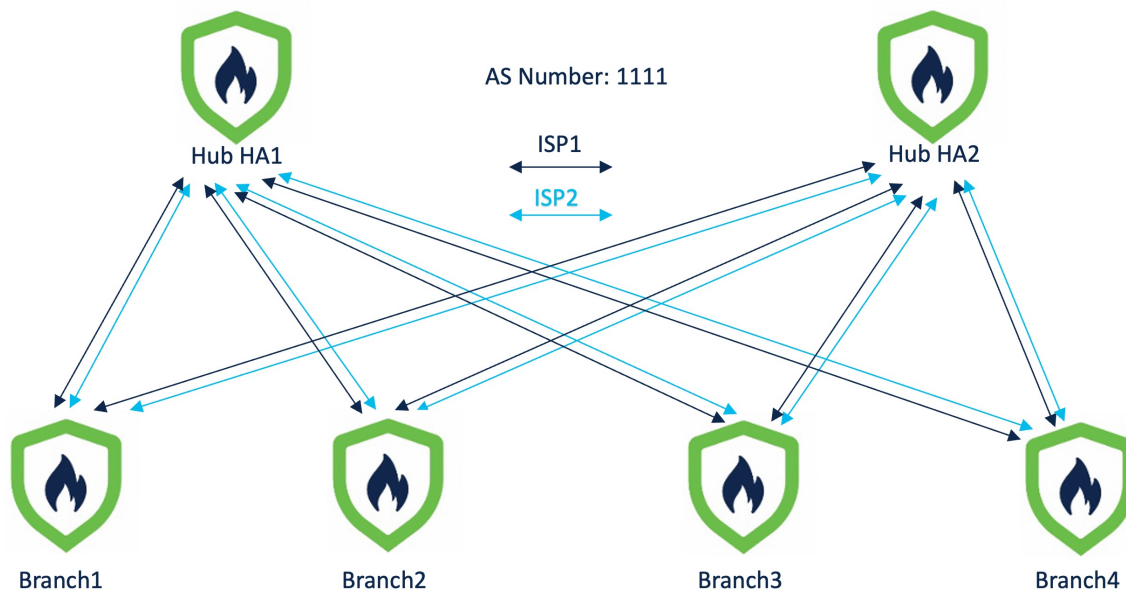 AS Number: 1111
Hub HA1
ISP1
Hub HA2
ISP2
Branch1
Branch2
Branch3
Branch4